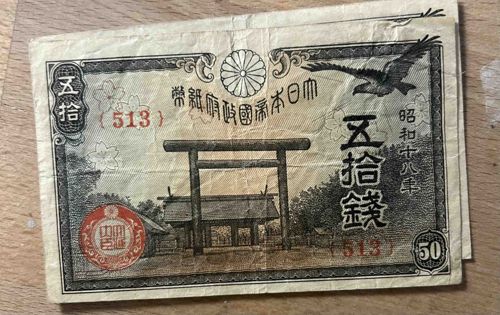 大日本帝國政府紙幣
五拾
{513}
昭和十八年
五拾錢
{513}
50